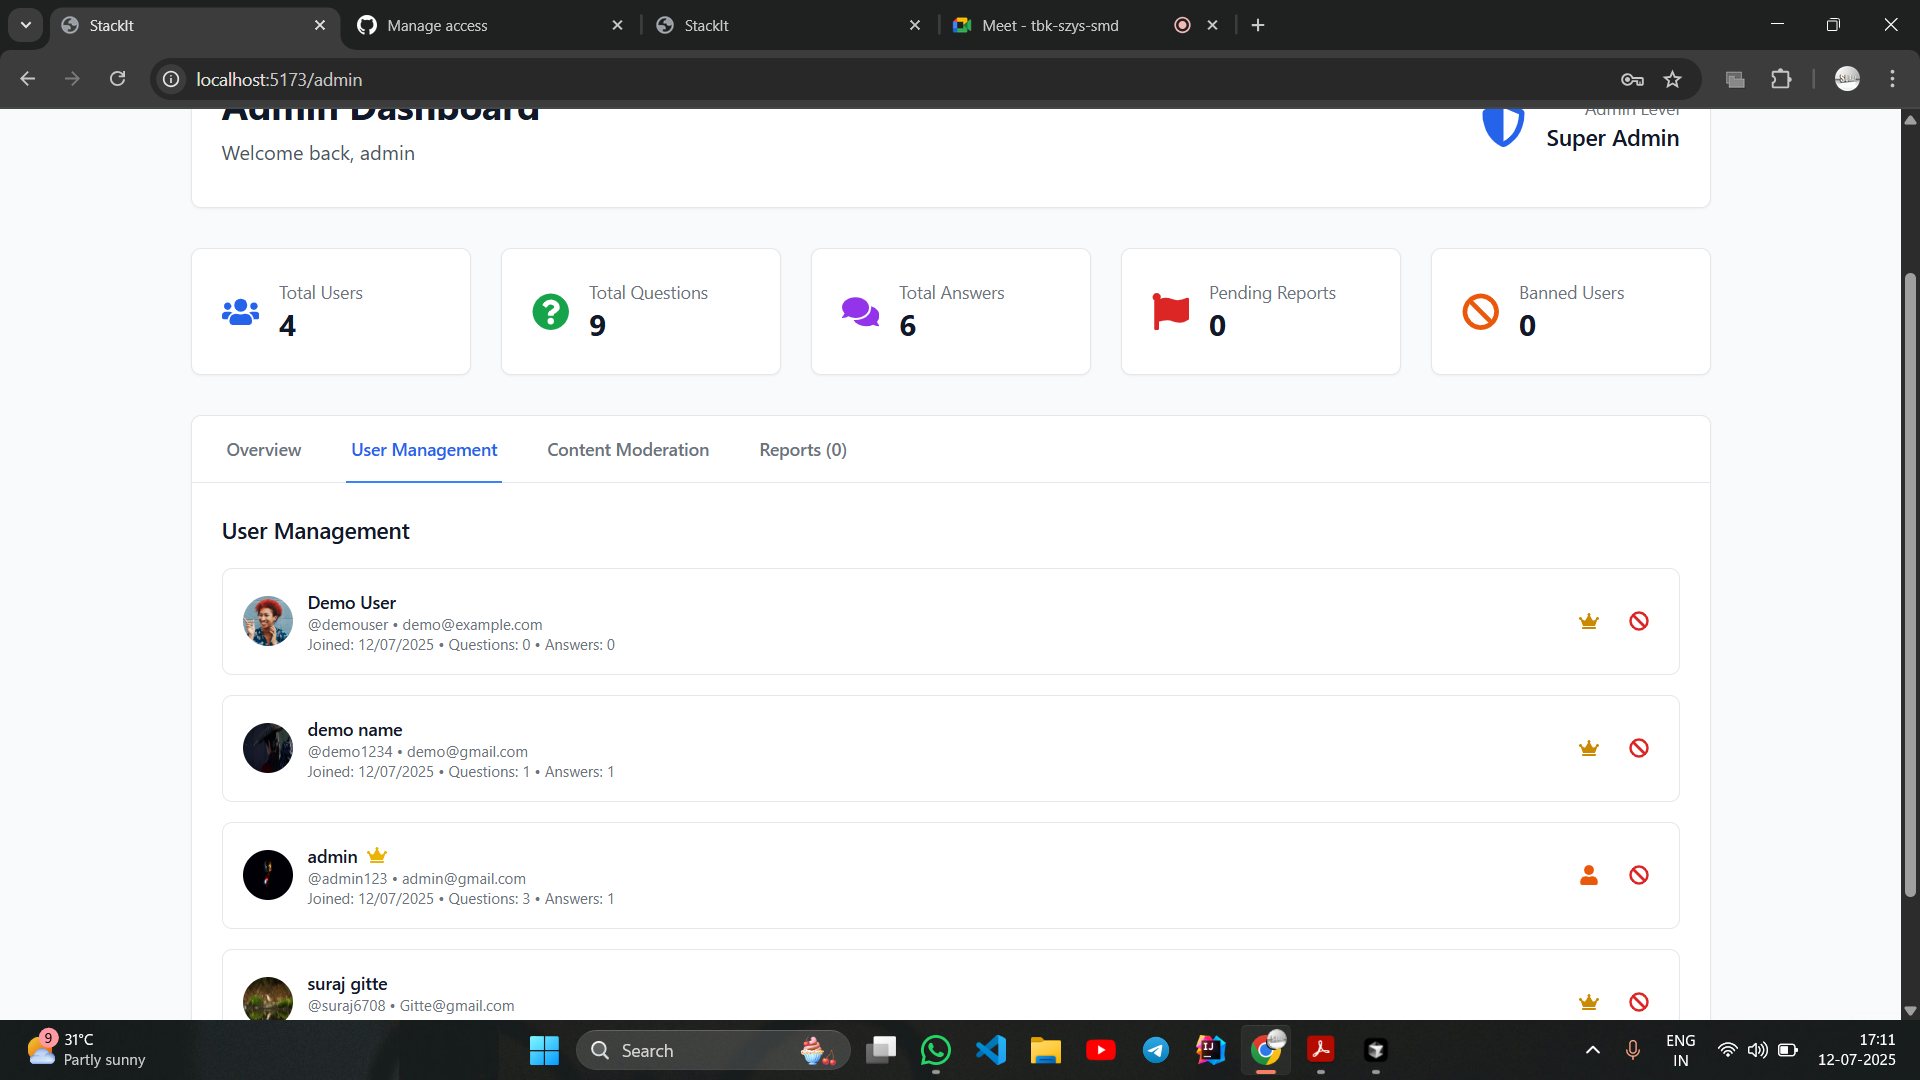 StackIt
Manage access
StackIt
Meet - tbk-szys-smd
localhost:5173/admin
Admin Dashboard
Admin Level
Welcome back, admin
Super Admin
Total Users
4
Total Questions
9
Total Answers
6
Pending Reports
0
Banned Users
0
Overview
User Management
Content Moderation
Reports (0)
User Management
Demo User
@demouser • demo@example.com
Joined: 12/07/2025 • Questions: 0 • Answers: 0
demo name
@demo1234 • demo@gmail.com
Joined: 12/07/2025 • Questions: 1 • Answers: 1
admin
@admin123 • admin@gmail.com
Joined: 12/07/2025 • Questions: 3 • Answers: 1
suraj gitte
@suraj6708 • Gitte@gmail.com
9
31°C
Partly sunny
Search
IJ
ENG
IN
17:11
12-07-2025